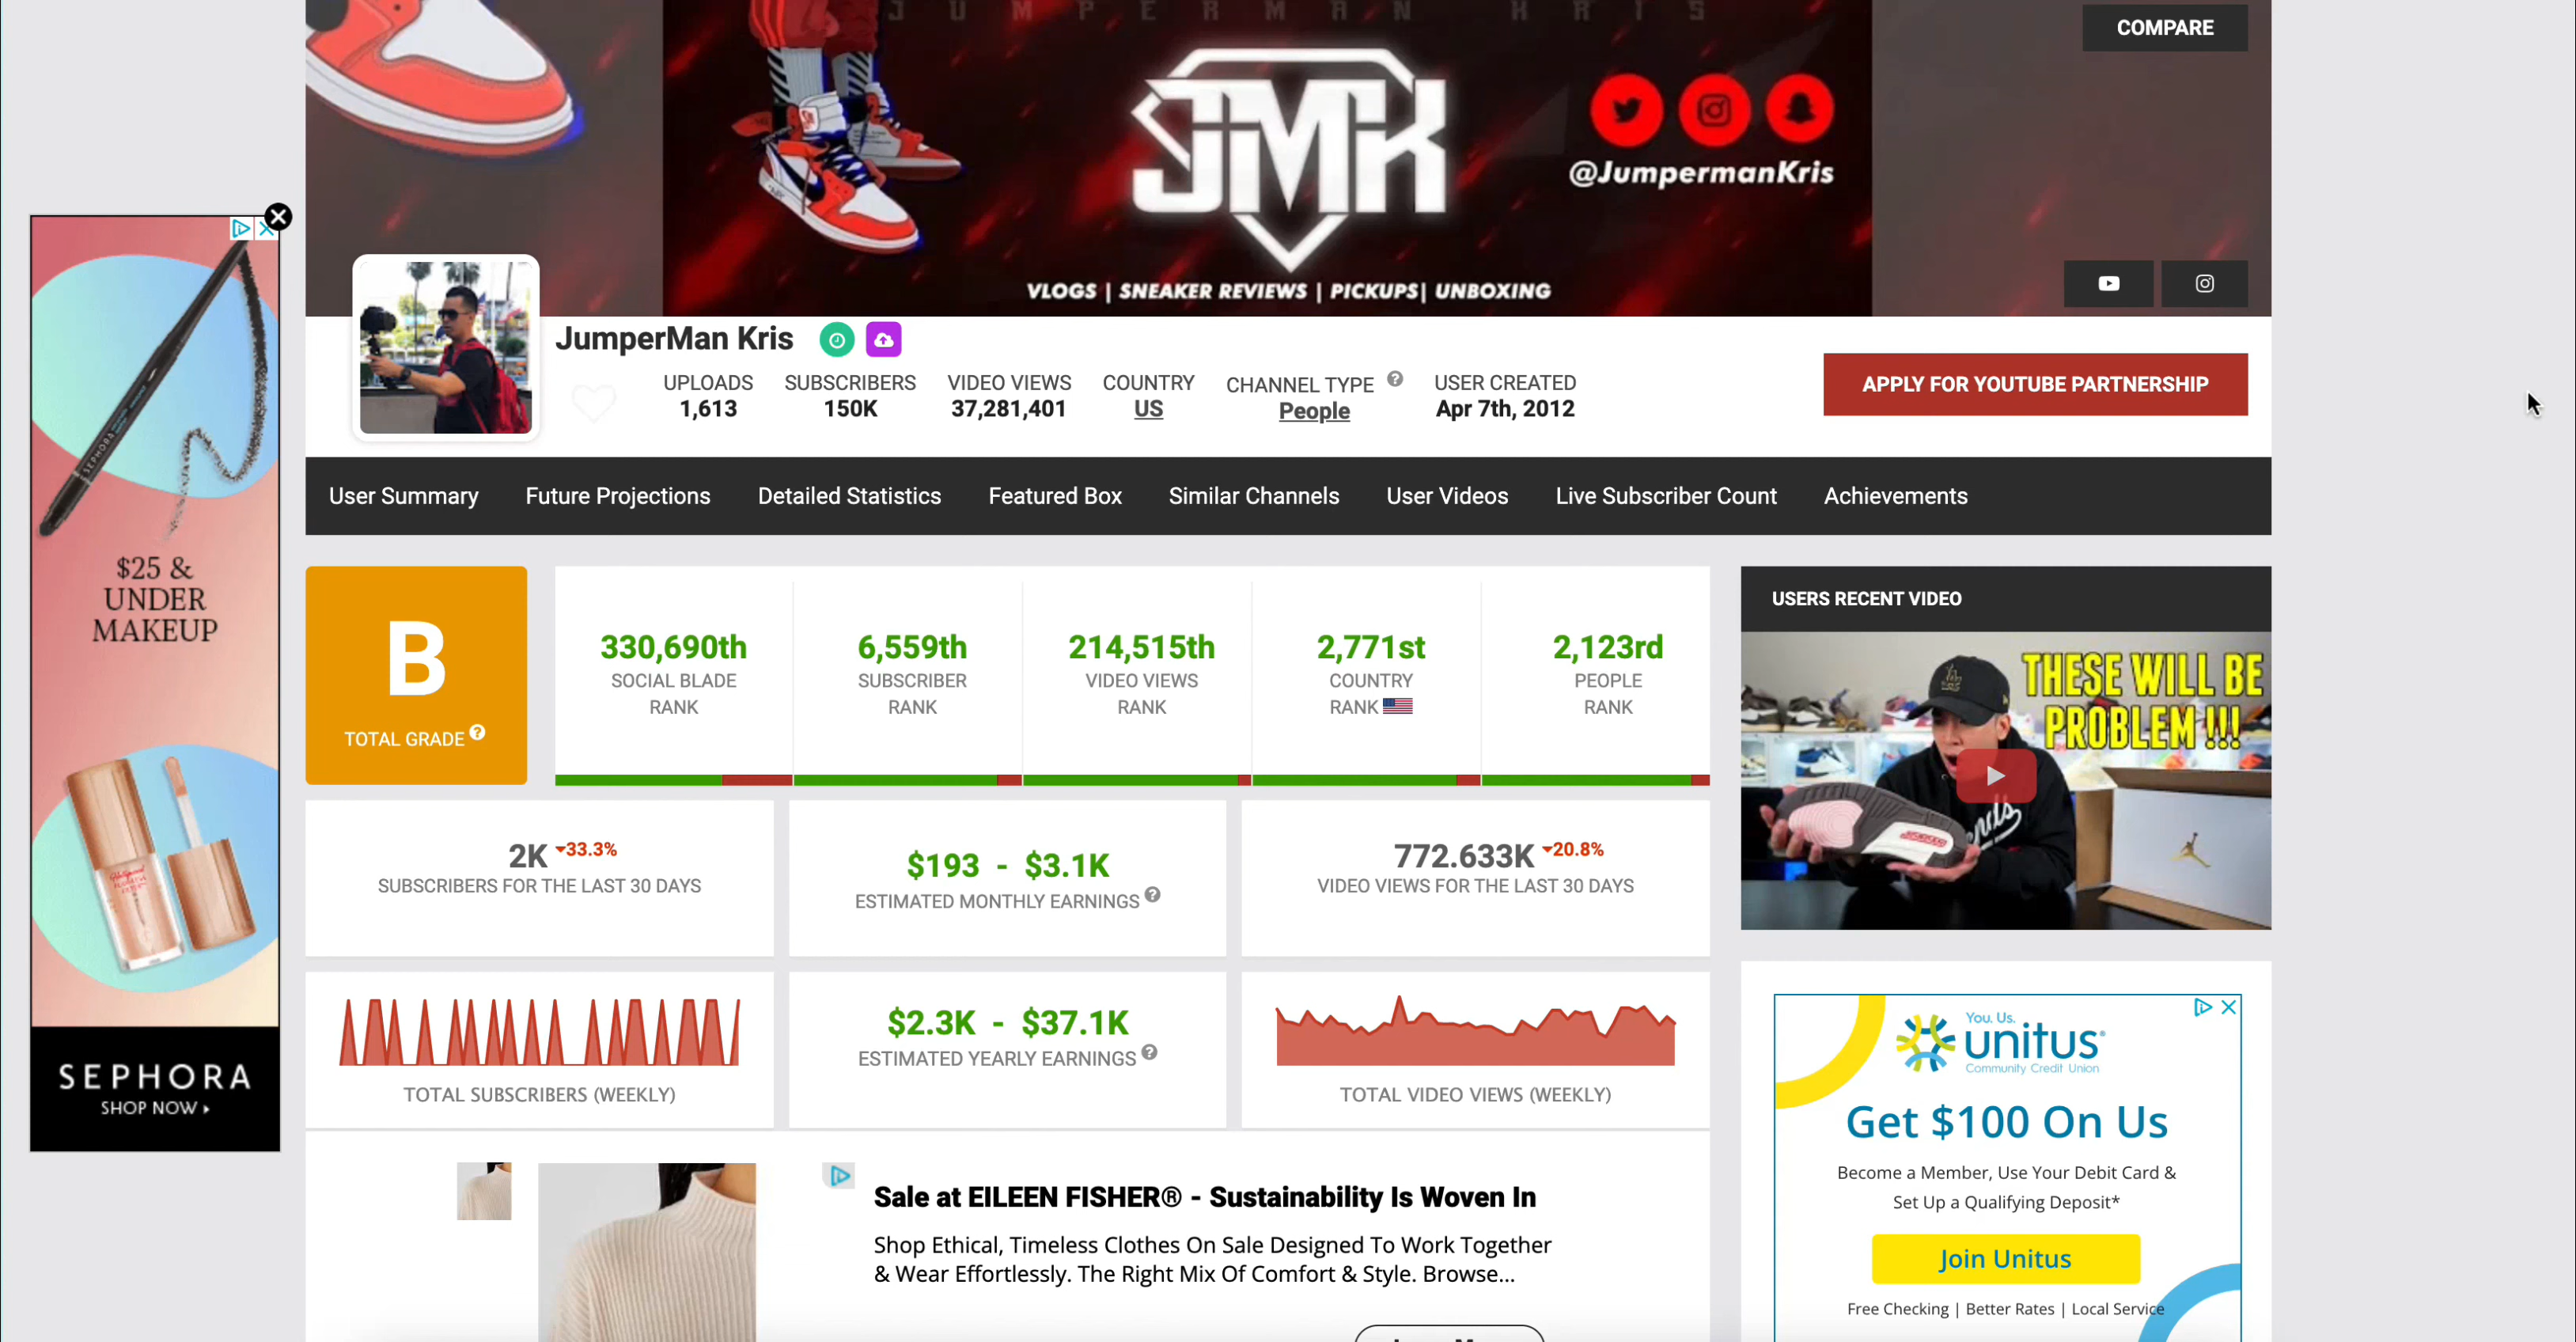 JUMPERMAN KRIS
COMPARE
JMK
@JumpermanKris
VLOGS | SNEAKER REVIEWS | PICKUPS| UNBOXING
JumperMan Kris
UPLOADS
1,613
SUBSCRIBERS
150K
VIDEO VIEWS
37,281,401
COUNTRY
US
CHANNEL TYPE ?
People
USER CREATED
Apr 7th, 2012
APPLY FOR YOUTUBE PARTNERSHIP
User Summary
Future Projections
Detailed Statistics
Featured Box
Similar Channels
User Videos
Live Subscriber Count
Achievements
SEPHORA
$25 &
UNDER
MAKEUP
SEPHORA
SHOP NOW
B
TOTAL GRADE ?
330,690th
SOCIAL BLADE
RANK
6,559th
SUBSCRIBER
RANK
214,515th
VIDEO VIEWS
RANK
2,771st
COUNTRY
RANK
2,123rd
PEOPLE
RANK
USERS RECENT VIDEO
THESE WILL BE
PROBLEM !!!
2K 33.3%
SUBSCRIBERS FOR THE LAST 30 DAYS
$193 - $3.1K
ESTIMATED MONTHLY EARNINGS ?
772.633K 20.8%
VIDEO VIEWS FOR THE LAST 30 DAYS
TOTAL SUBSCRIBERS (WEEKLY)
$2.3K - $37.1K
ESTIMATED YEARLY EARNINGS ?
TOTAL VIDEO VIEWS (WEEKLY)
Sale at EILEEN FISHER® - Sustainability Is Woven In
Shop Ethical, Timeless Clothes On Sale Designed To Work Together
& Wear Effortlessly. The Right Mix Of Comfort & Style. Browse...
You. Us.
unitus®
Community Credit Union
Get $100 On Us
Become a Member, Use Your Debit Card &
Set Up a Qualifying Deposit*
Join Unitus
Free Checking | Better Rates | Local Service